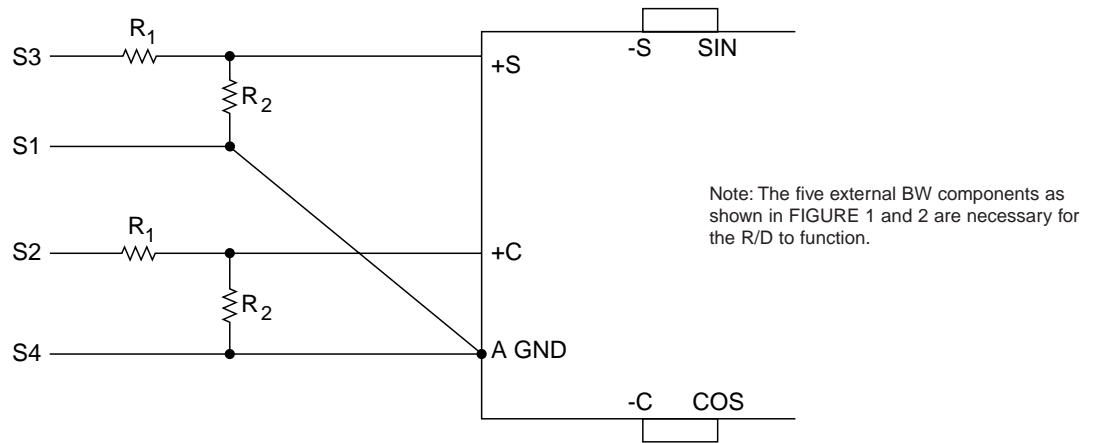 S3
R1
R2
S1
S2
R1
R2
S4
-S SIN
+S
+C
A GND
-C COS
Note: The five external BW components as
shown in FIGURE 1 and 2 are necessary for
the R/D to function.